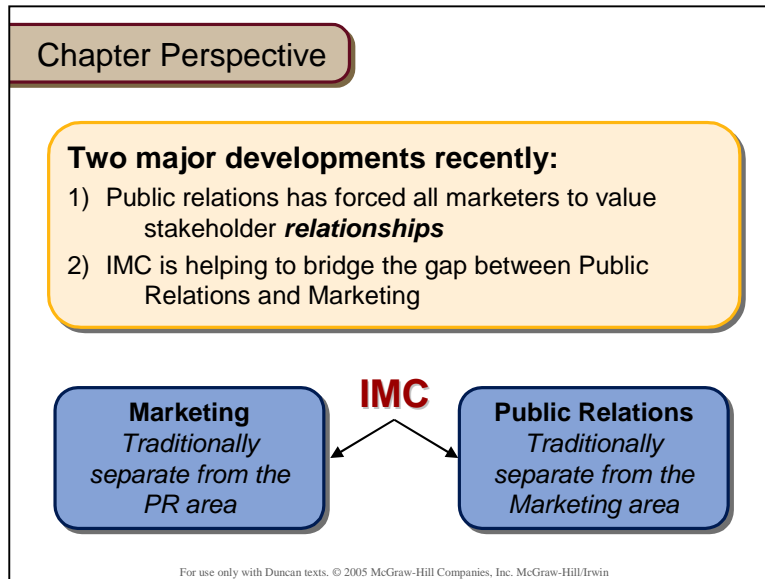 Chapter Perspective
Two major developments recently:
1) Public relations has forced all marketers to value
stakeholder relationships
2) IMC is helping to bridge the gap between Public
Relations and Marketing
IMC
Marketing
Traditionally
separate from the
PR area
Public Relations
Traditionally
separate from the
Marketing area
For use only with Duncan texts. © 2005 McGraw-Hill Companies, Inc. McGraw-Hill/Irwin